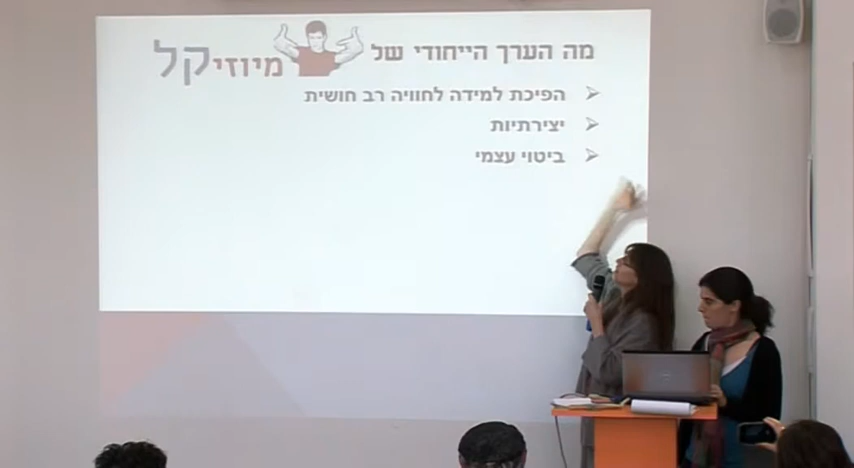 מה הערך הייחודי של מיוזיקל
הפיכת למידה לחוויה רב חושית
יצירתיות
ביטוי עצמי